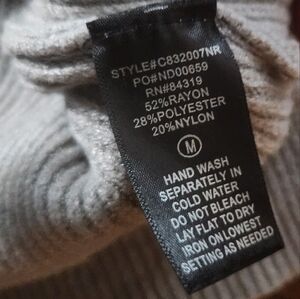 STYLE#C832007NR
PO#ND00659
RN#84319
52%RAYON
28%POLYESTER
20%NYLON
M
HAND WASH
SEPARATELY IN
COLD WATER
DO NOT BLEACH
LAY FLAT TO DRY
IRON ON LOWEST
SETTING AS NEEDED